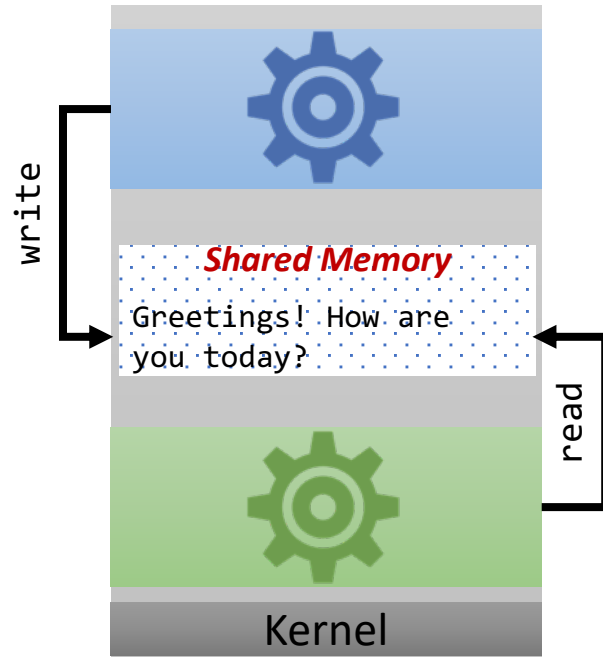 write
Shared Memory
Greetings! How are
you today?
read
Kernel